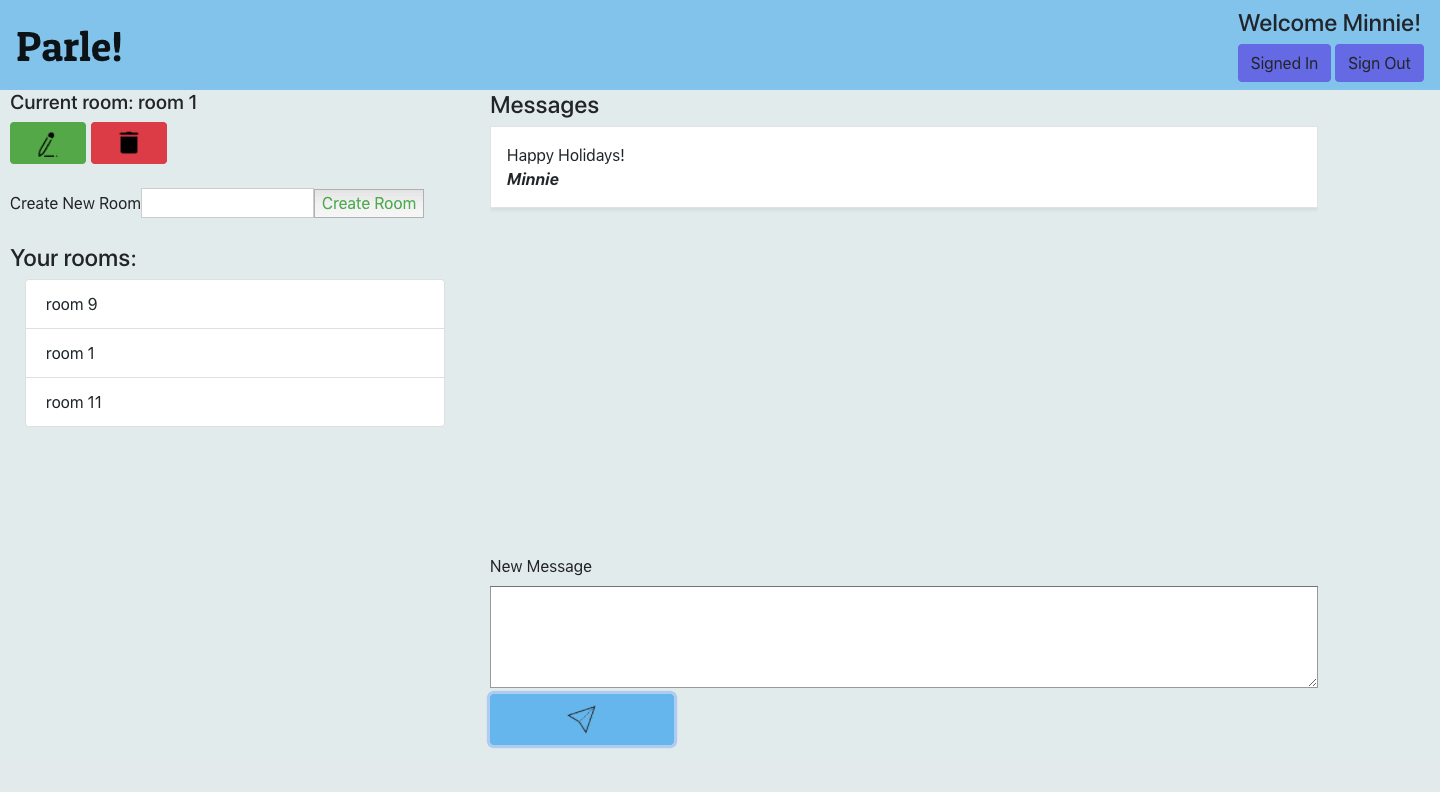 Parle!
Welcome Minnie!
Signed In
Sign Out
Current room: room 1
Create New Room
Create Room
Your rooms:
room 9
room 1
room 11
Messages
Happy Holidays!
Minnie
New Message